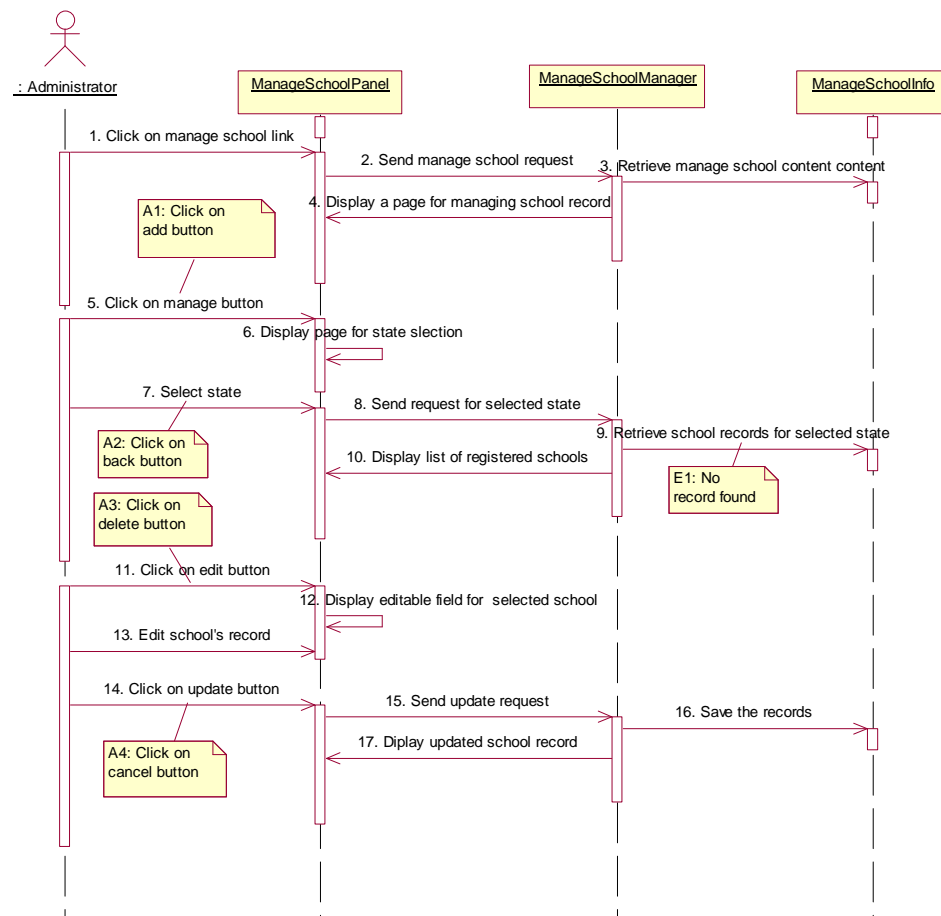 : Administrator
ManageSchoolPanel
ManageSchoolManager
ManageSchoolInfo
1. Click on manage school link
2. Send manage school request
3. Retrieve manage school content content
4. Display a page for managing school record
A1: Click on
add button
5. Click on manage button
6. Display page for state slection
7. Select state
8. Send request for selected state
9. Retrieve school records for selected state
A2: Click on
back button
10. Display list of registered schools
E1: No
record found
A3: Click on
delete button
11. Click on edit button
12. Display editable field for selected school
13. Edit school's record
14. Click on update button
15. Send update request
16. Save the records
17. Diplay updated school record
A4: Click on
cancel button